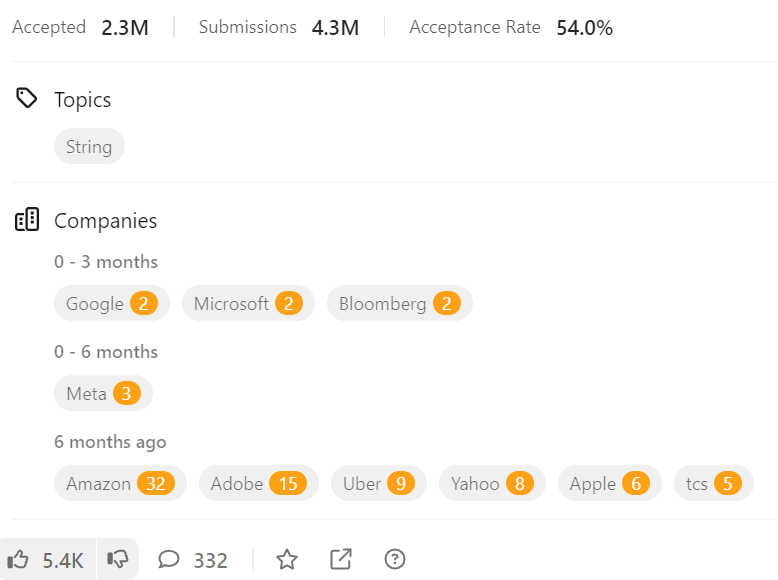 Accepted 2.3M Submissions 4.3M Acceptance Rate 54.0%
Topics
String
Companies
0 - 3 months
Google 2 Microsoft 2 Bloomberg 2
0 - 6 months
Meta 3
6 months ago
Amazon 32 Adobe 15 Uber 9 Yahoo 8 Apple 6 tcs 5
5.4K 332